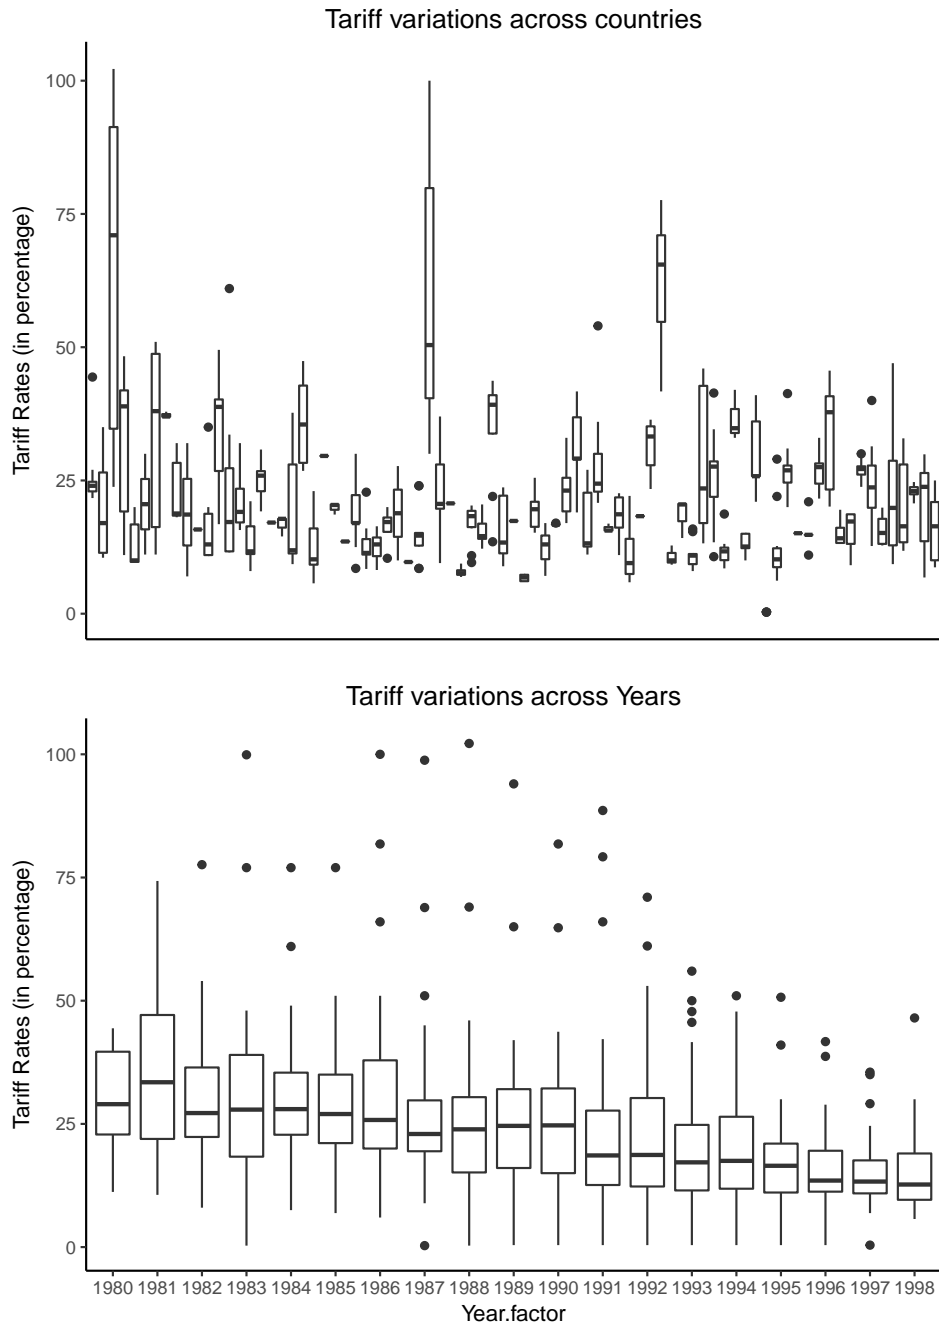 Tariff variations across countries
Tariff Rates (in percentage)
100
75
50
25
0
Tariff variations across Years
Tariff Rates (in percentage)
100
75
50
25
0
1980 1981 1982 1983 1984 1985 1986 1987 1988 1989 1990 1991 1992 1993 1994 1995 1996 1997 1998
Year.factor